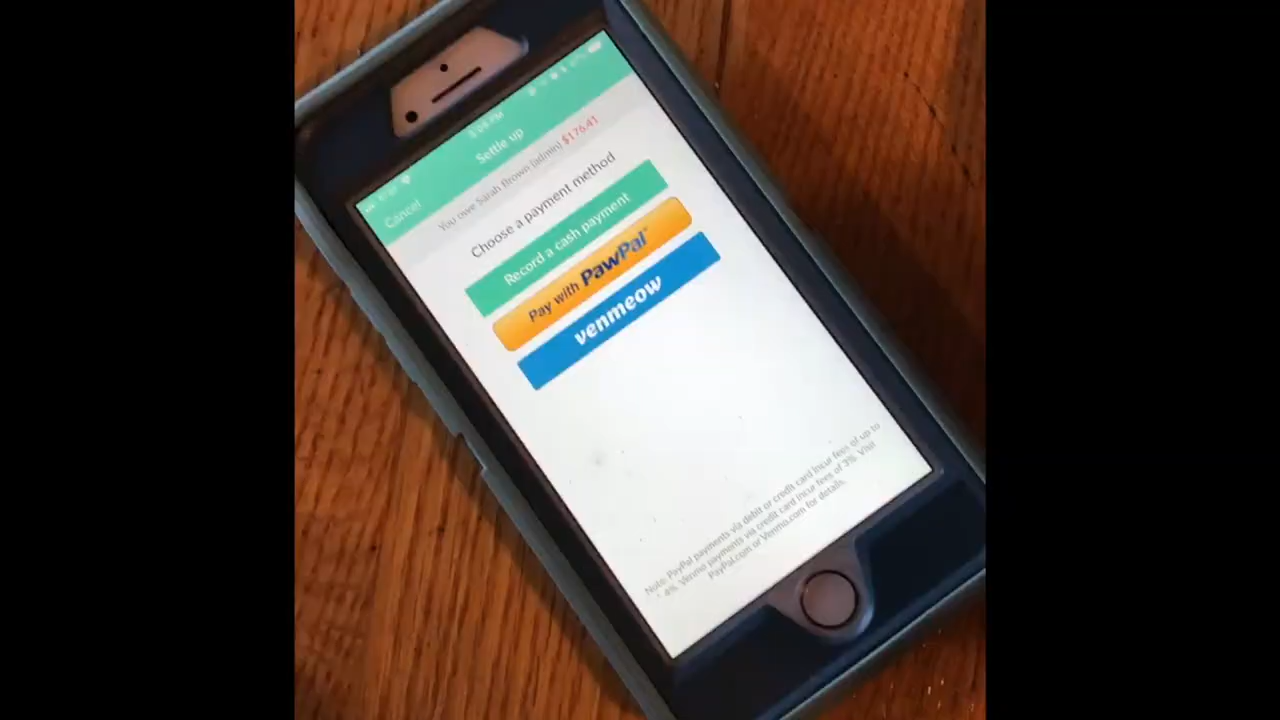 Settle up
Cancel
You owe Sarah Brown (admin) $176.41
Choose a payment method
Record a cash payment
Pay with PawPal
venmeow
Note: PayPal payments via debit or credit card incur fees of up to
4%. Venmo payments via credit card incur fees of 3%. Visit
PayPal.com or Venmo.com for details.